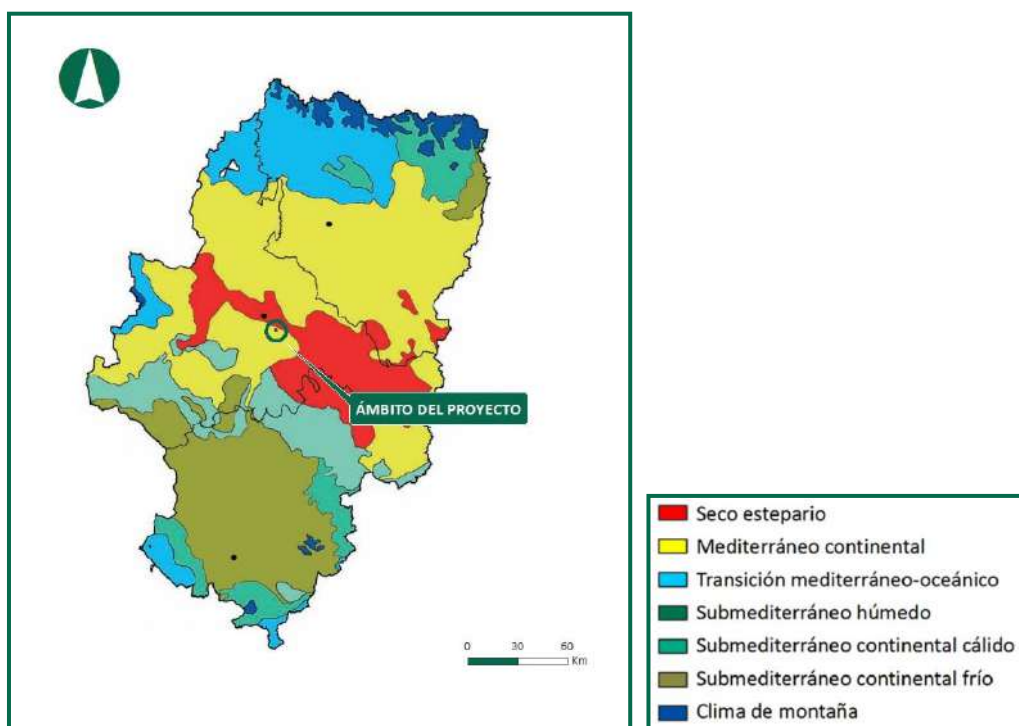 ÁMBITO DEL PROYECTO
0 30 60
Km
Seco estepario
Mediterráneo continental
Transición mediterráneo-oceánico
Submediterráneo húmedo
Submediterráneo continental cálido
Submediterráneo continental frío
Clima de montaña